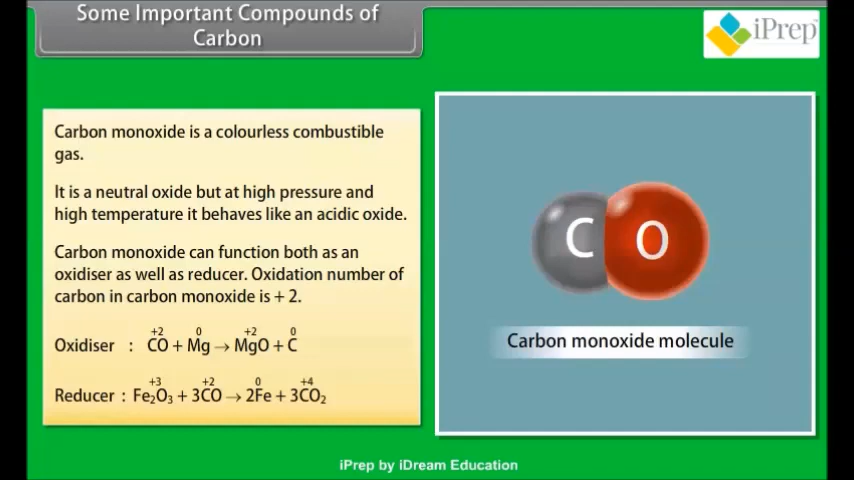 Some Important Compounds of
Carbon
iPrep
Carbon monoxide is a colourless combustible
gas.
It is a neutral oxide but at high pressure and
high temperature it behaves like an acidic oxide.
Carbon monoxide can function both as an
oxidiser as well as reducer. Oxidation number of
carbon in carbon monoxide is + 2.
+2 0 +2 0
Oxidiser : CO + Mg → MgO + C
+3 +2 0 +4
Reducer : Fe₂O₃ + 3CO → 2Fe + 3CO₂
C O
Carbon monoxide molecule
iPrep by iDream Education